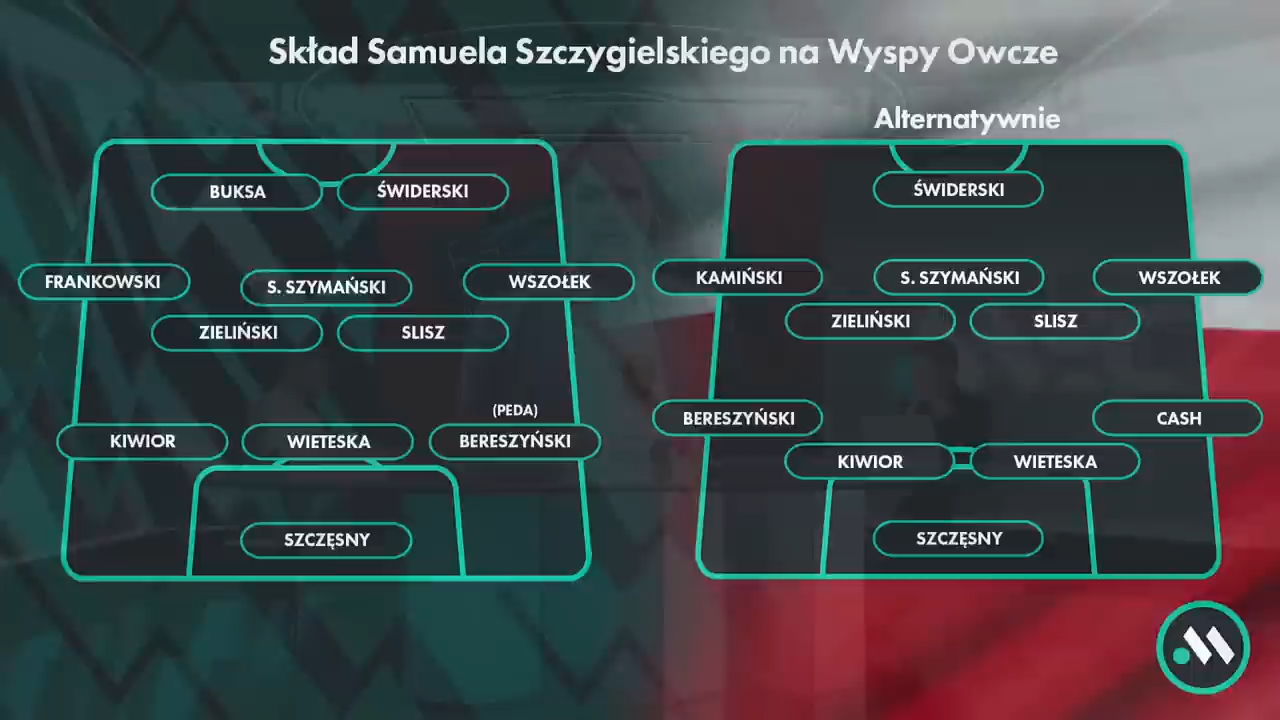 Skład Samuela Szczygielskiego na Wyspy Owcze
BUKSA
ŚWIDERSKI
FRANKOWSKI
S. SZYMAŃSKI
WSZOŁEK
ZIELIŃSKI
SLISZ
(PEDA)
KIWIOR
WIETESKA
BERESZYŃSKI
SZCZĘSNY
Alternatywnie
ŚWIDERSKI
KAMIŃSKI
S. SZYMAŃSKI
WSZOŁEK
ZIELIŃSKI
SLISZ
BERESZYŃSKI
CASH
KIWIOR
WIETESKA
SZCZĘSNY